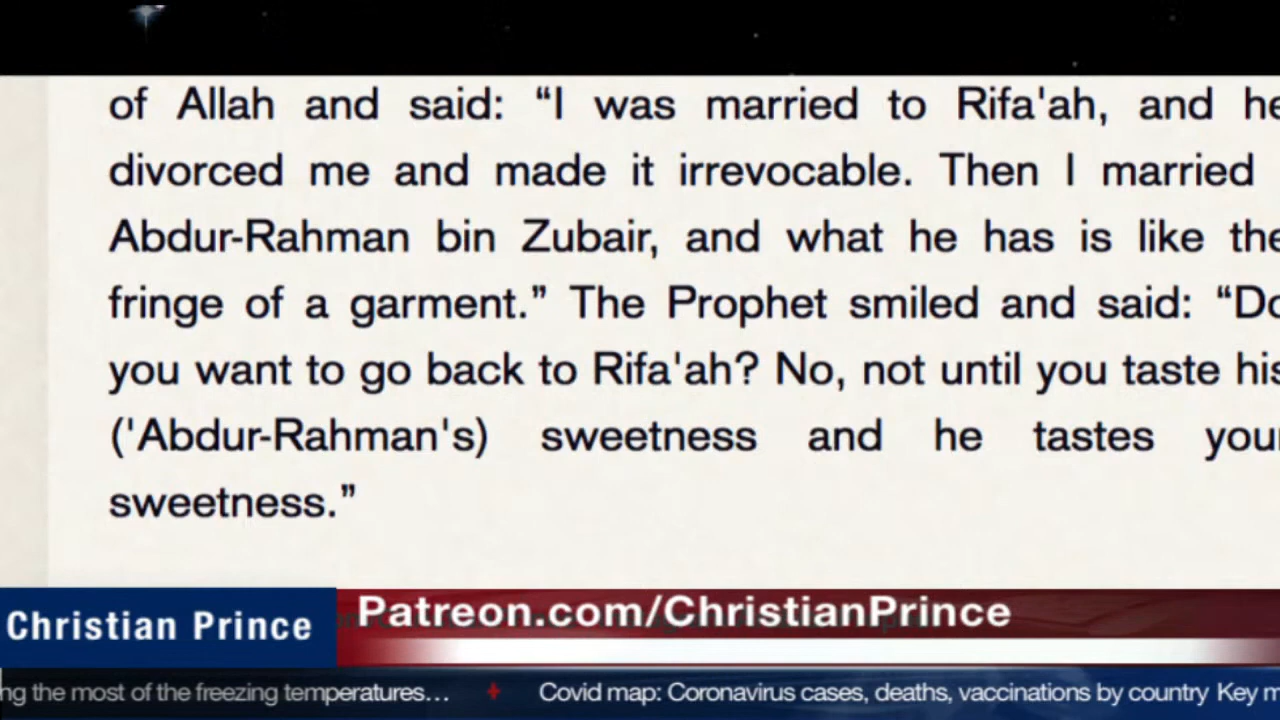 of Allah and said: “I was married to Rifa'ah, and he
divorced me and made it irrevocable. Then I married
Abdur-Rahman bin Zubair, and what he has is like the
fringe of a garment.” The Prophet smiled and said: “Do
you want to go back to Rifa'ah? No, not until you taste his
('Abdur-Rahman's) sweetness and he tastes your
sweetness.”
Christian Prince
Patreon.com/ChristianPrince
ng the most of the freezing temperatures... + Covid map: Coronavirus cases, deaths, vaccinations by country Key m